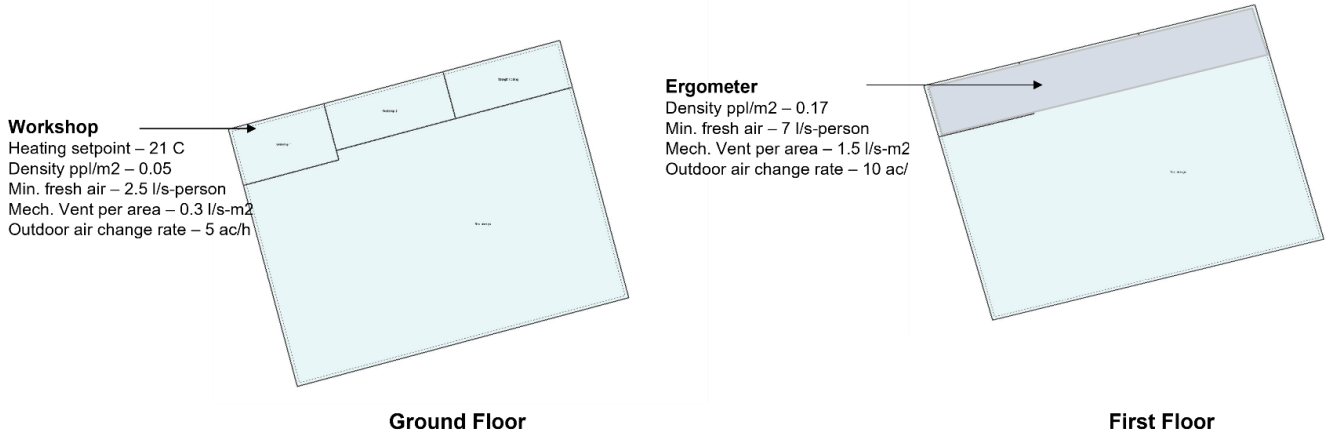 Workshop
Heating setpoint – 21 C
Density ppl/m2 – 0.05
Min. fresh air – 2.5 l/s-person
Mech. Vent per area – 0.3 l/s-m2
Outdoor air change rate – 5 ac/h
Ground Floor
Ergometer
Density ppl/m2 – 0.17
Min. fresh air – 7 l/s-person
Mech. Vent per area – 1.5 l/s-m2
Outdoor air change rate – 10 ac/
First Floor